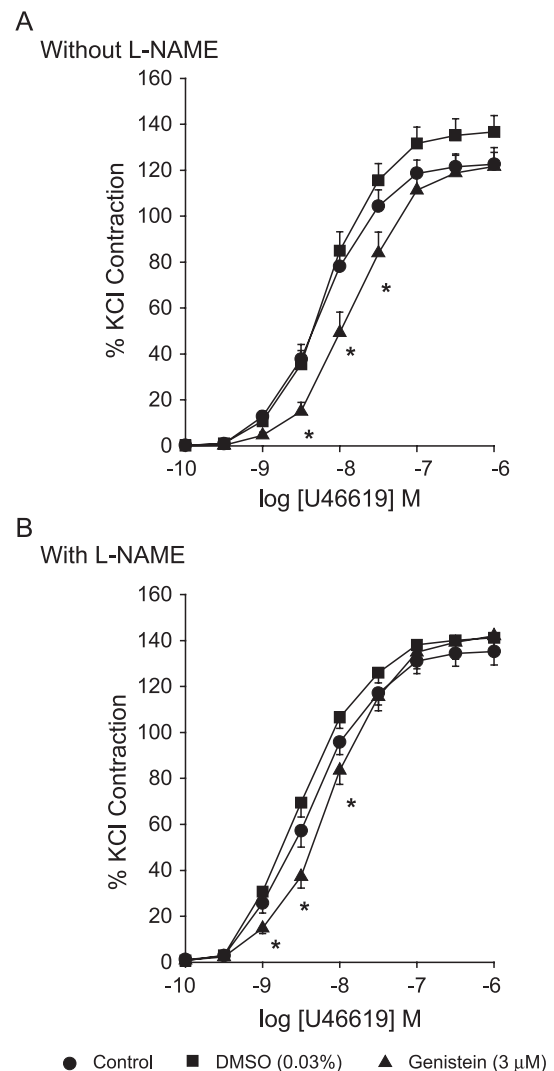 A
Without L-NAME
160
140
120
100
80
60
40
20
0
% KCl Contraction
*
*
*
-10 -9 -8 -7 -6
log [U46619] M
B
With L-NAME
160
140
120
100
80
60
40
20
0
% KCl Contraction
*
*
*
-10 -9 -8 -7 -6
log [U46619] M
Control DMSO (0.03%) Genistein (3 μM)